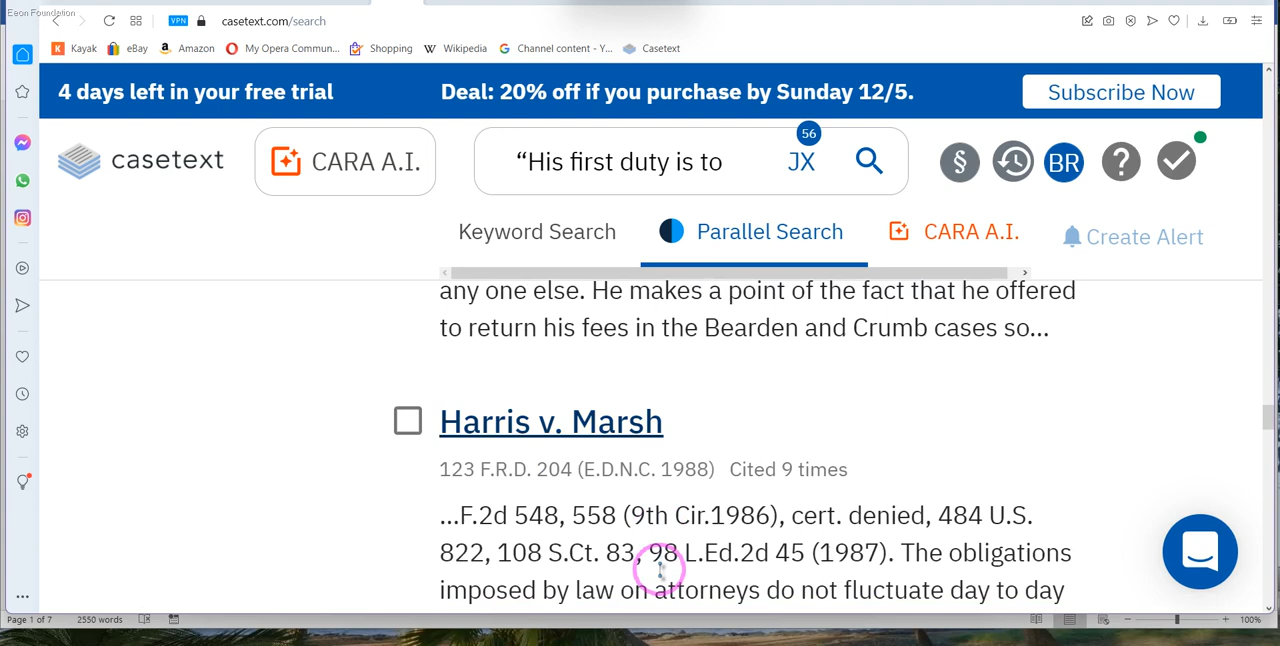 Eeon Foundation
VPN casetext.com/search
Kayak eBay Amazon My Opera Commun... Shopping Wikipedia Channel content - Y... Casetext
4 days left in your free trial Deal: 20% off if you purchase by Sunday 12/5. Subscribe Now
56
casetext CARA A.I. “His first duty is to JX § BR ?
Keyword Search Parallel Search CARA A.I. Create Alert
any one else. He makes a point of the fact that he offered
to return his fees in the Bearden and Crumb cases so...
Harris v. Marsh
123 F.R.D. 204 (E.D.N.C. 1988) Cited 9 times
...F.2d 548, 558 (9th Cir.1986), cert. denied, 484 U.S.
822, 108 S.Ct. 83, 98 L.Ed.2d 45 (1987). The obligations
imposed by law on attorneys do not fluctuate day to day
Page 1 of 7 2550 words 100%